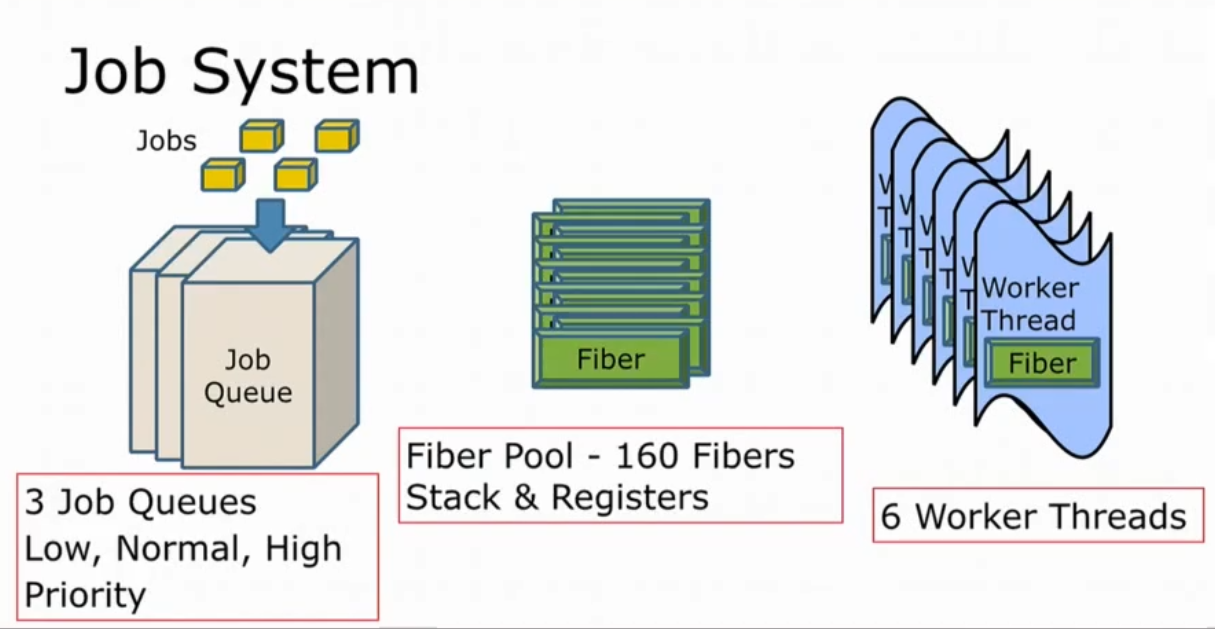 Job System
Jobs
Job
Queue
3 Job Queues
Low, Normal, High
Priority
Fiber
Fiber Pool - 160 Fibers
Stack & Registers
W
T
W
T
W
T
W
T
W
T
Worker
Thread
Fiber
6 Worker Threads